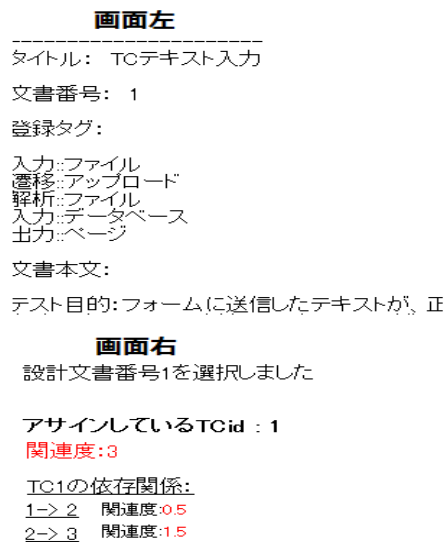 画面左
-----------------------
タイトル： TCテキスト入力
文書番号： 1
登録タグ：
入力::ファイル
遷移::アップロード
解析::ファイル
入力::データベース
出力::ページ
文書本文：
テスト目的：フォームに送信したテキストが、正
画面右
設計文書番号1を選択しました
アサインしているTCid : 1
関連度:3
TC1の依存関係:
1-> 2 関連度:0.5
2-> 3 関連度:1.5